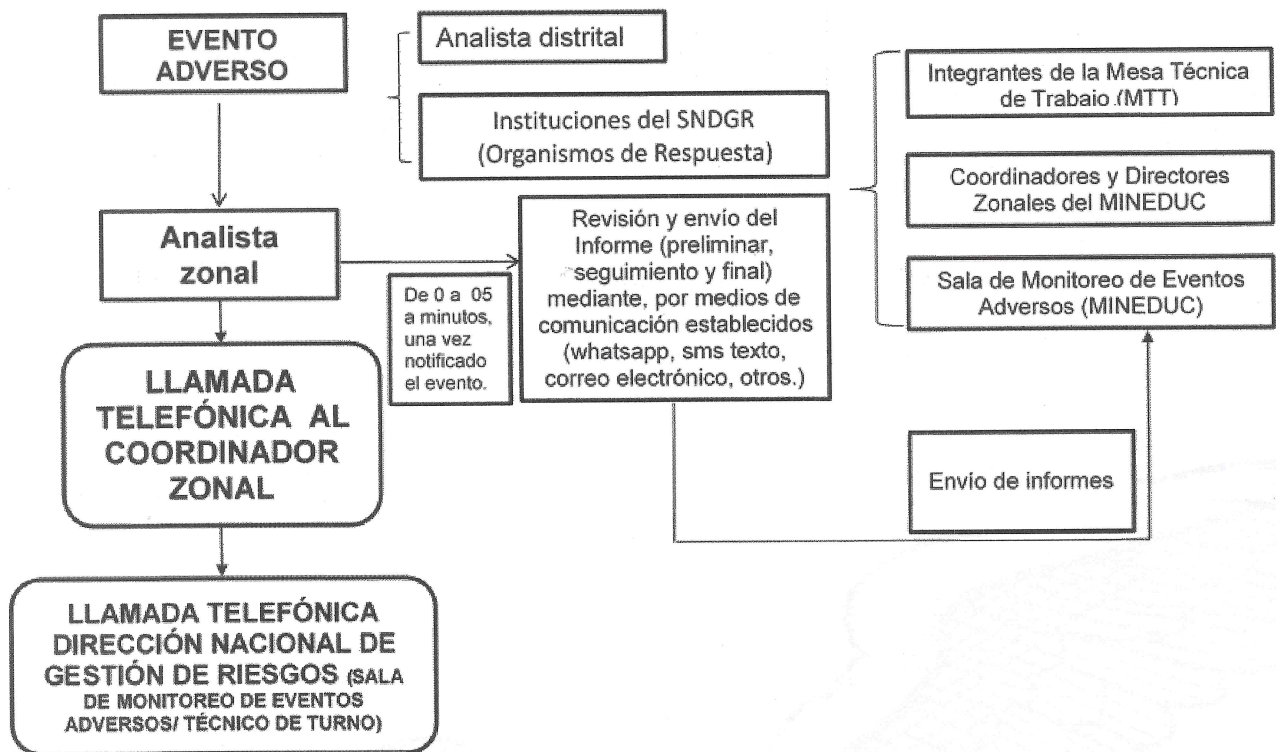 EVENTO
ADVERSO
Analista distrital
Instituciones del SNDGR
(Organismos de Respuesta)
Integrantes de la Mesa Técnica
de Trabajo (MTT)
Coordinadores y Directores
Zonales del MINEDUC
Sala de Monitoreo de Eventos
Adversos (MINEDUC)
Analista
zonal
De 0 a 05
a minutos,
una vez
notificado
el evento.
Revisión y envío del
Informe (preliminar,
seguimiento y final)
mediante, por medios de
comunicación establecidos
(whatsapp, sms texto,
correo electrónico, otros.)
LLAMADA
TELEFÓNICA AL
COORDINADOR
ZONAL
Envío de informes
LLAMADA TELEFÓNICA
DIRECCIÓN NACIONAL DE
GESTIÓN DE RIESGOS (SALA
DE MONITOREO DE EVENTOS
ADVERSOS/ TÉCNICO DE TURNO)